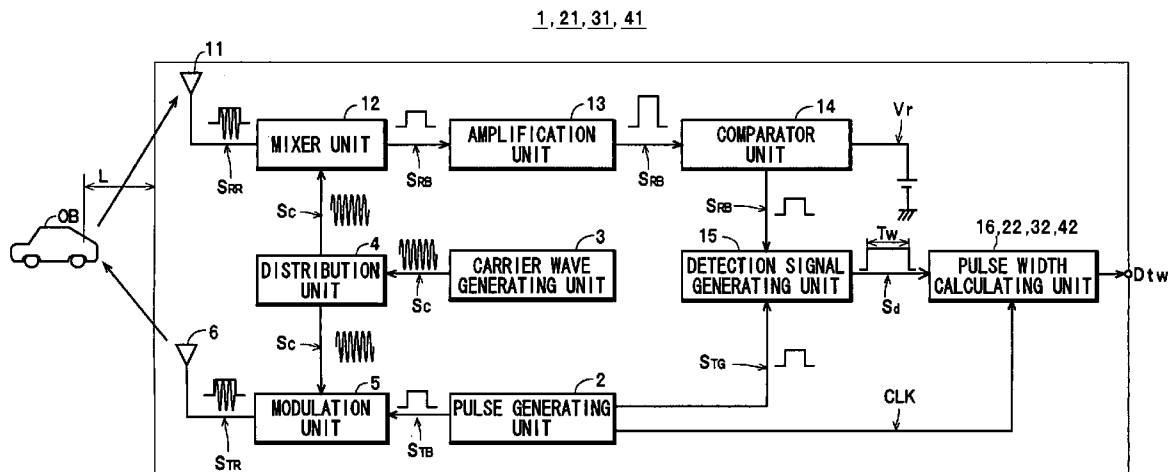 1, 21, 31, 41
11
12
13
14
Vr
MIXER UNIT
AMPLIFICATION
UNIT
COMPARATOR
UNIT
SRR
SRB
SRB
L
OB
Sc
SRB
4
3
15
Tw
16, 22, 32, 42
DISTRIBUTION
UNIT
CARRIER WAVE
GENERATING UNIT
DETECTION SIGNAL
GENERATING UNIT
PULSE WIDTH
CALCULATING UNIT
Dtw
Sc
Sd
6
Sc
STG
5
2
CLK
MODULATION
UNIT
PULSE GENERATING
UNIT
STR
STB